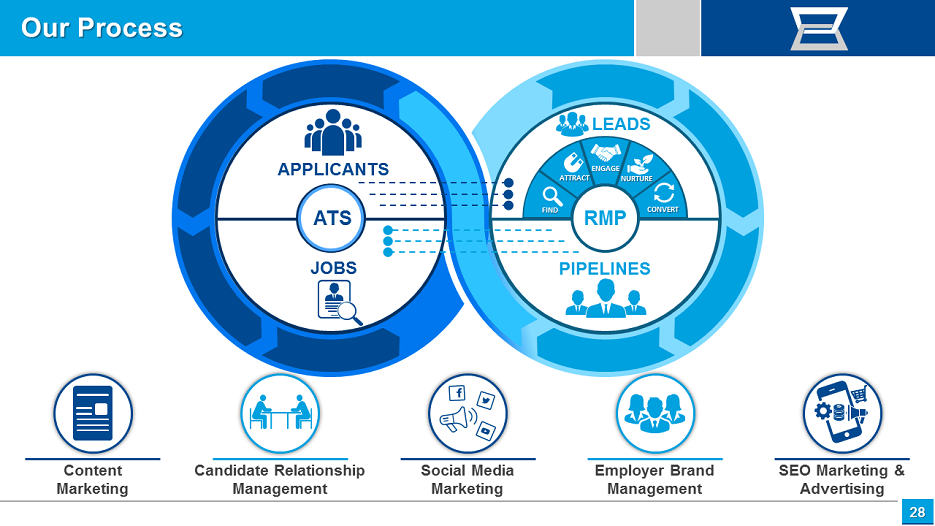 Our Process
APPLICANTS
ATS
JOBS
LEADS
FIND
ATTRACT
ENGAGE
NURTURE
CONVERT
RMP
PIPELINES
Content
Marketing
Candidate Relationship
Management
Social Media
Marketing
Employer Brand
Management
SEO Marketing &
Advertising
28